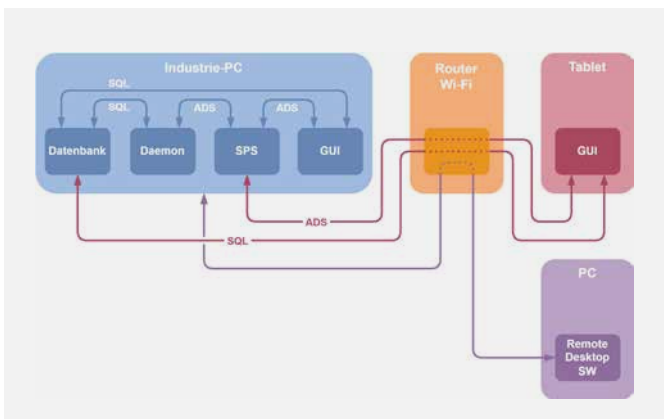 Industrie-PC
SQL
SQL
ADS
ADS
Datenbank
Daemon
SPS
GUI
Router
Wi-Fi
Tablet
GUI
ADS
SQL
PC
Remote
Desktop
SW